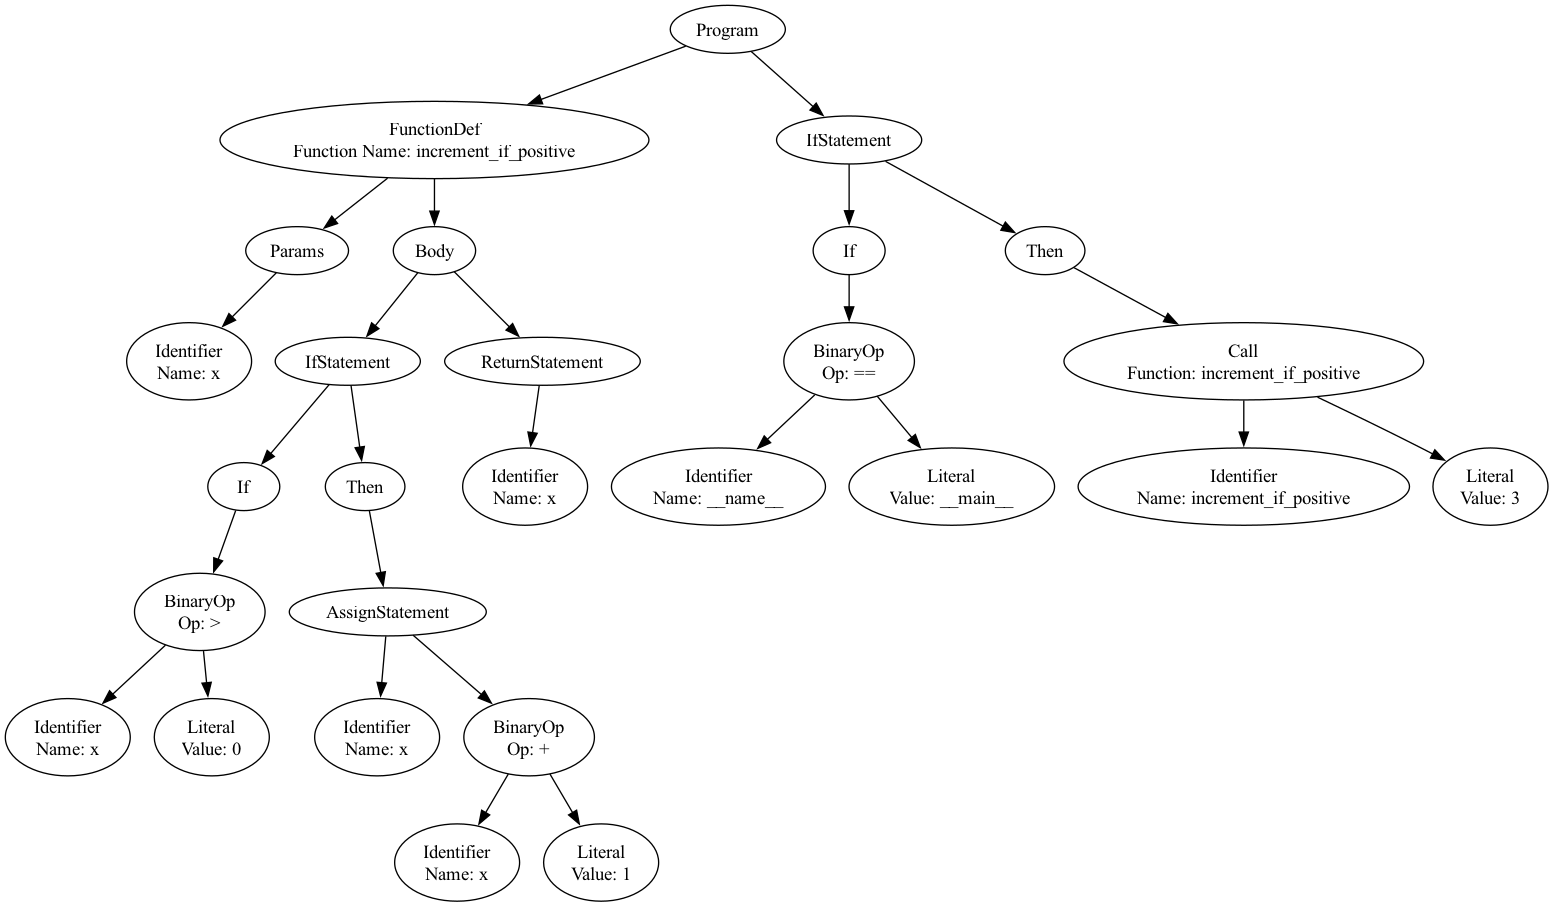 Program
FunctionDef
Function Name: increment_if_positive
IfStatement
Params
Body
If
Then
Identifier
Name: x
IfStatement
ReturnStatement
BinaryOp
Op: ==
Call
Function: increment_if_positive
If
Then
Identifier
Name: x
Identifier
Name: __name__
Literal
Value: __main__
Identifier
Name: increment_if_positive
Literal
Value: 3
BinaryOp
Op: >
AssignStatement
Identifier
Name: x
Literal
Value: 0
Identifier
Name: x
BinaryOp
Op: +
Identifier
Name: x
Literal
Value: 1